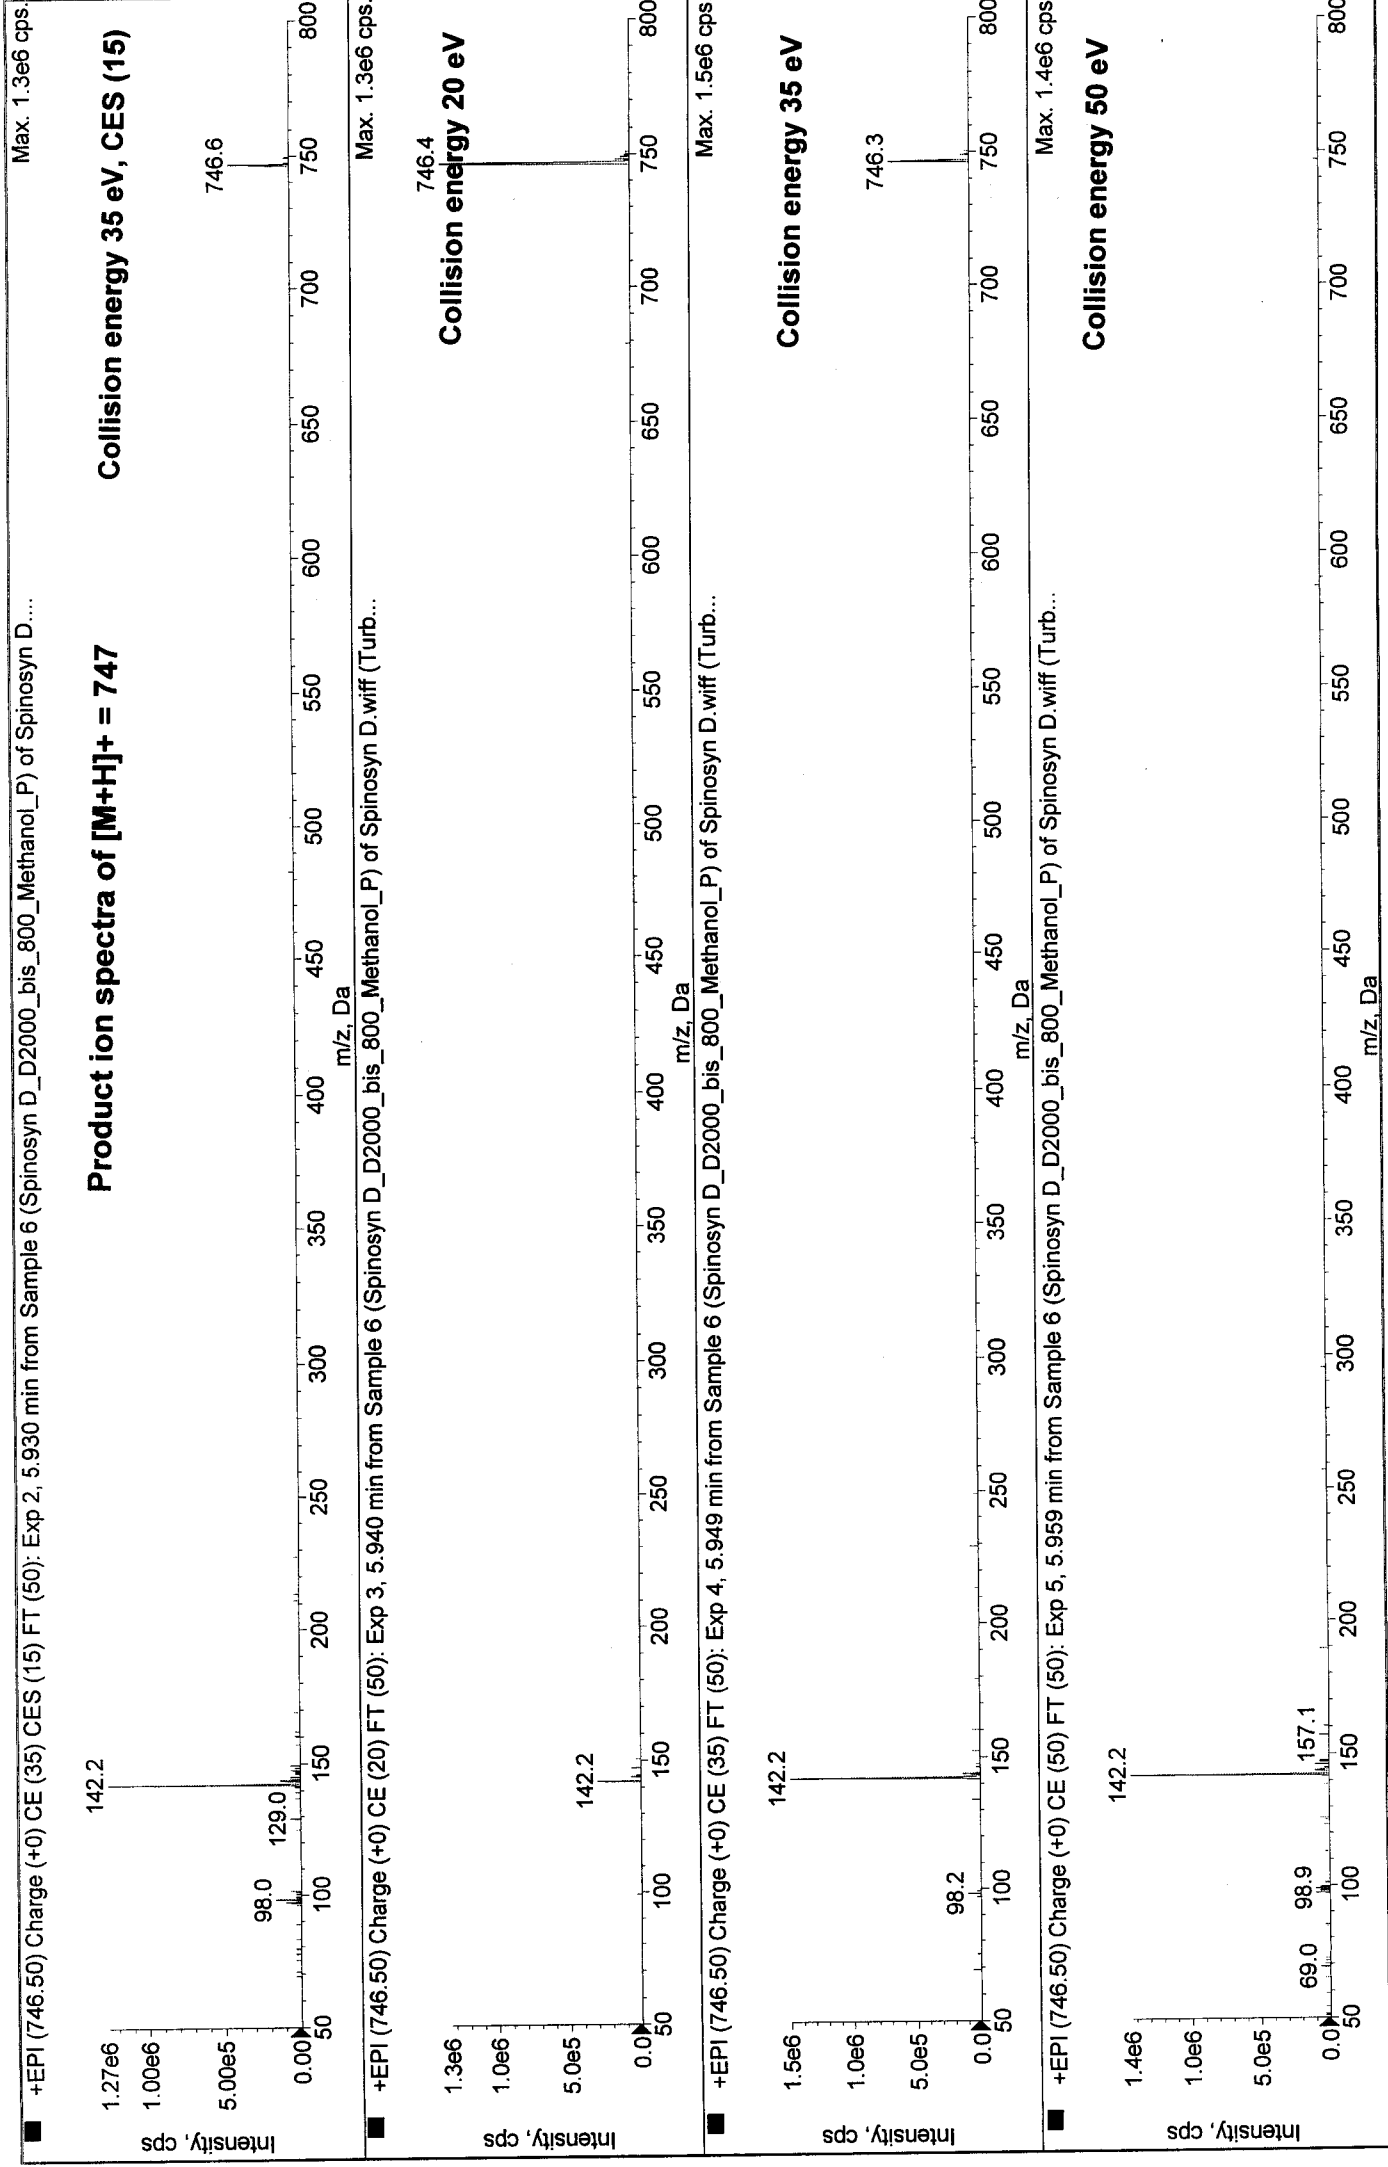 +EPI (746.50) Charge (+0) CE (35) CES (15) FT (50): Exp 2, 5.930 min from Sample 6 (Spinosyn D_D2000_bis_800_Methanol_P) of Spinosyn D.... Max. 1.3e6 cps.
Product ion spectra of [M+H]+ = 747
Collision energy 35 eV, CES (15)
Intensity, cps
1.27e6
1.00e6
5.00e5
0.00
98.0
129.0
142.2
746.6
50 100 150 200 250 300 350 400 450 500 550 600 650 700 750 800
m/z, Da
+EPI (746.50) Charge (+0) CE (20) FT (50): Exp 3, 5.940 min from Sample 6 (Spinosyn D_D2000_bis_800_Methanol_P) of Spinosyn D.wiff (Turb... Max. 1.3e6 cps.
Collision energy 20 eV
Intensity, cps
1.3e6
1.0e6
5.0e5
0.0
142.2
746.4
50 100 150 200 250 300 350 400 450 500 550 600 650 700 750 800
m/z, Da
+EPI (746.50) Charge (+0) CE (35) FT (50): Exp 4, 5.949 min from Sample 6 (Spinosyn D_D2000_bis_800_Methanol_P) of Spinosyn D.wiff (Turb... Max. 1.5e6 cps
Collision energy 35 eV
Intensity, cps
1.5e6
1.0e6
5.0e5
0.0
98.2
142.2
746.3
50 100 150 200 250 300 350 400 450 500 550 600 650 700 750 800
m/z, Da
+EPI (746.50) Charge (+0) CE (50) FT (50): Exp 5, 5.959 min from Sample 6 (Spinosyn D_D2000_bis_800_Methanol_P) of Spinosyn D.wiff (Turb... Max. 1.4e6 cps
Collision energy 50 eV
Intensity, cps
1.4e6
1.0e6
5.0e5
0.0
69.0
98.9
142.2
157.1
50 100 150 200 250 300 350 400 450 500 550 600 650 700 750 800
m/z, Da